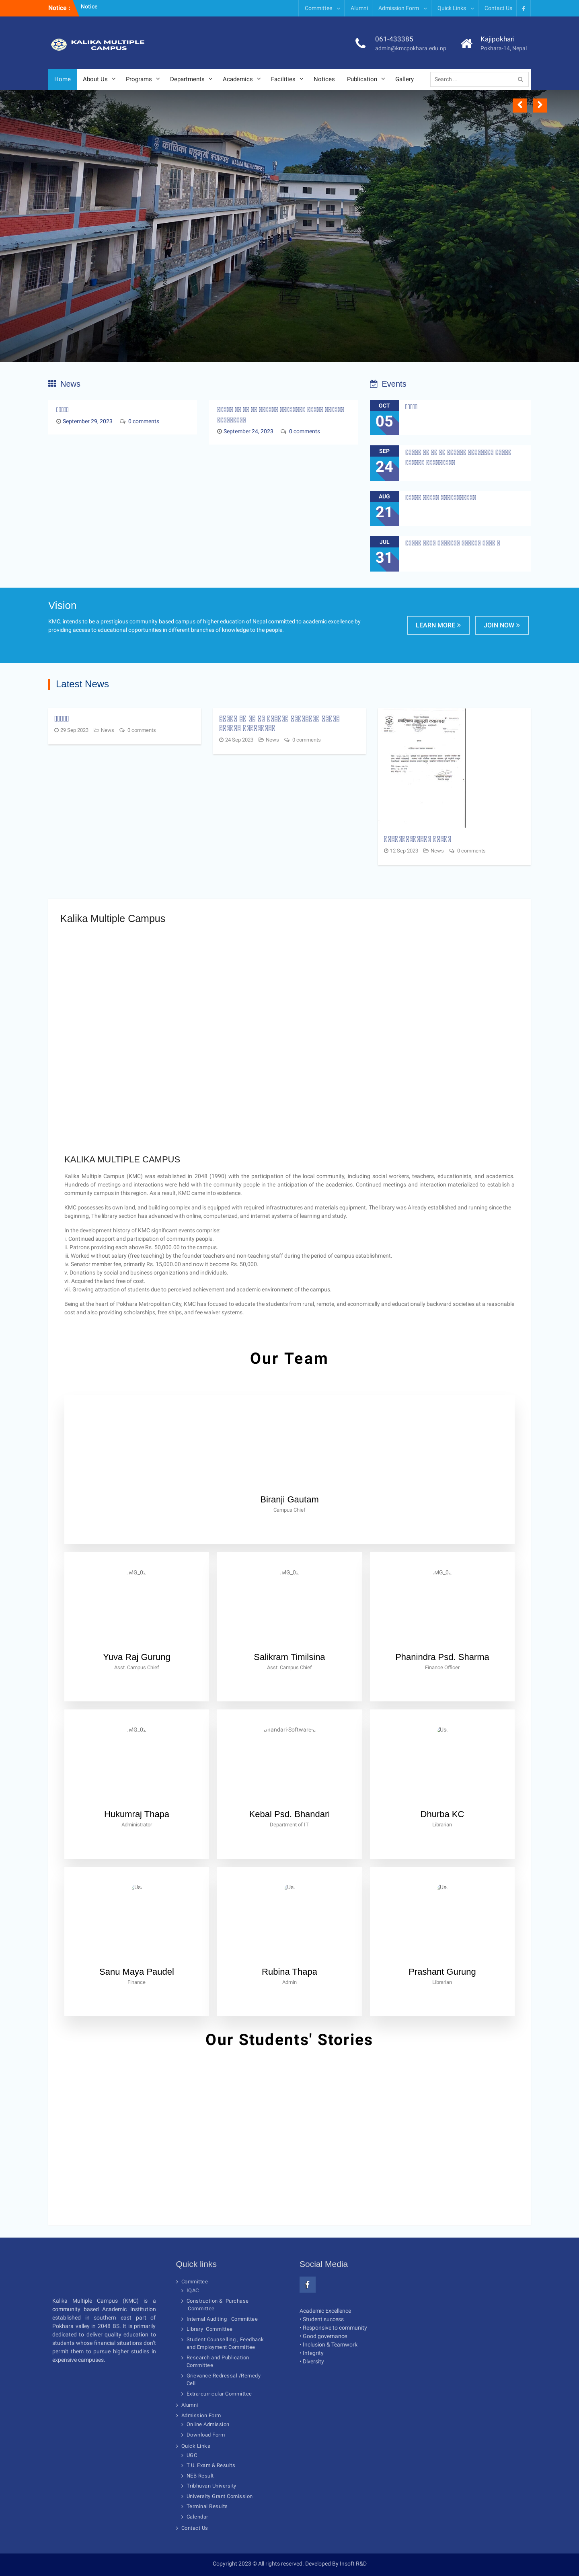 Notice :
Notice
Committee
Alumni
Admission Form
Quick Links
Contact Us
KALIKA MULTIPLE
CAMPUS
061-433385
admin@kmcpokhara.edu.np
Kajipokhari
Pokhara-14, Nepal
Home
About Us
Programs
Departments
Academics
Facilities
Notices
Publication
Gallery
Search ...
News
September 29, 2023
0 comments
September 24, 2023
0 comments
Events
OCT
05
SEP
24
AUG
21
JUL
31
Vision
KMC, intends to be a prestigious community based campus of higher education of Nepal committed to academic excellence by
providing access to educational opportunities in different branches of knowledge to the people.
LEARN MORE »
JOIN NOW »
Latest News
29 Sep 2023 News 0 comments
24 Sep 2023 News 0 comments
12 Sep 2023 News 0 comments
Kalika Multiple Campus
KALIKA MULTIPLE CAMPUS
Kalika Multiple Campus (KMC) was established in 2048 (1990) with the participation of the local community, including social workers, teachers, educationists, and academics.
Hundreds of meetings and interactions were held with the community people in the anticipation of the academics. Continued meetings and interaction materialized to establish a
community campus in this region. As a result, KMC came into existence.
KMC possesses its own land, and building complex and is equipped with required infrastructures and materials equipment. The library was Already established and running since the
beginning, The library section has advanced with online, computerized, and internet systems of learning and study.
In the development history of KMC significant events comprise:
i. Continued support and participation of community people.
ii. Patrons providing each above Rs. 50,000.00 to the campus.
iii. Worked without salary (free teaching) by the founder teachers and non-teaching staff during the period of campus establishment.
iv. Senator member fee, primarily Rs. 15,000.00 and now it become Rs. 50,000.
v. Donations by social and business organizations and individuals.
vi. Acquired the land free of cost.
vii. Growing attraction of students due to perceived achievement and academic environment of the campus.
Being at the heart of Pokhara Metropolitan City, KMC has focused to educate the students from rural, remote, and economically and educationally backward societies at a reasonable
cost and also providing scholarships, free ships, and fee waiver systems.
Our Team
Biranji Gautam
Campus Chief
Yuva Raj Gurung
Asst. Campus Chief
Salikram Timilsina
Asst. Campus Chief
Phanindra Psd. Sharma
Finance Officer
Hukumraj Thapa
Administrator
Kebal Psd. Bhandari
Department of IT
Dhurba KC
Librarian
Sanu Maya Paudel
Finance
Rubina Thapa
Admin
Prashant Gurung
Librarian
Our Students' Stories
Kalika Multiple Campus (KMC) is a
community based Academic Institution
established in southern east part of
Pokhara valley in 2048 BS. It is primarily
dedicated to deliver quality education to
students whose financial situations don't
permit them to pursue higher studies in
expensive campuses.
Quick links
Committee
IQAC
Construction & Purchase
Committee
Internal Auditing Committee
Library Committee
Student Counselling , Feedback
and Employment Committee
Research and Publication
Committee
Grievance Redressal /Remedy
Cell
Extra-curricular Committee
Alumni
Admission Form
Online Admission
Download Form
Quick Links
UGC
T.U. Exam & Results
NEB Result
Tribhuvan University
University Grant Comission
Terminal Results
Calendar
Contact Us
Social Media
Academic Excellence
• Student success
• Responsive to community
• Good governance
• Inclusion & Teamwork
• Integrity
• Diversity
Copyright 2023 © All rights reserved. Developed By Insoft R&D